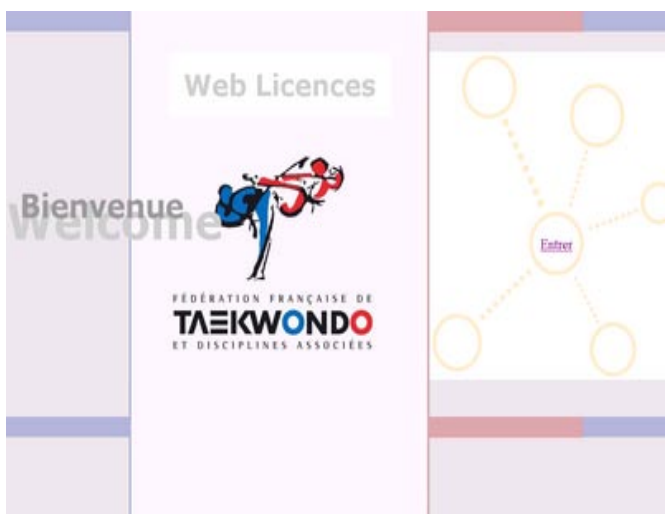 Web Licences
Bienvenue
Welcome
Entrer
FÉDÉRATION FRANÇAISE DE
TAEKWONDO
ET DISCIPLINES ASSOCIÉES